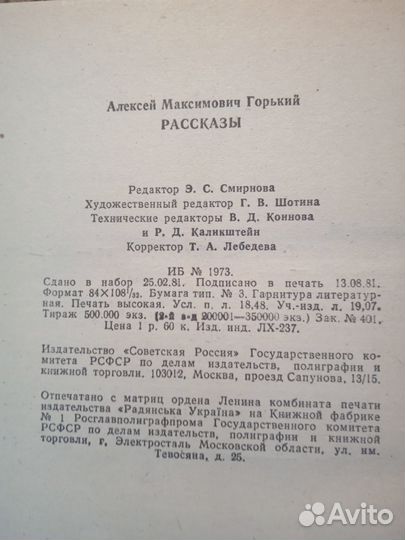 Алексей Максимович Горький
РАССКАЗЫ
Редактор Э. С. Смирнова
Художественный редактор Г. В. Шотина
Технические редакторы В. Д. Коннова
и Р. Д. Каликштейн
Корректор Т. А. Лебедева
ИБ № 1973.
Сдано в набор 25.02.81. Подписано в печать 13.08.81.
Формат 84×108¹/₃₂. Бумага тип. № 3. Гарнитура литератур-
ная. Печать высокая. Усл. п. л. 18,48. Уч.-изд. л. 19,07.
Тираж 500.000 экз. (2-й з-д 200001—350000 экз.) Зак. № 401.
Цена 1 р. 60 к. Изд. инд. ЛХ-237.
Издательство «Советская Россия» Государственного ко-
митета РСФСР по делам издательств, полиграфии и
книжной торговли. 103012, Москва, проезд Сапунова, 13/15.
Отпечатано с матриц ордена Ленина комбината печати
издательства «Радянська Україна» на Книжной фабрике
№ 1 Росглавполиграфпрома Государственного комитета
РСФСР по делам издательств, полиграфии и книжной
торговли, г. Электросталь Московской области, ул. им.
Тевосяна, д. 25.
Avito